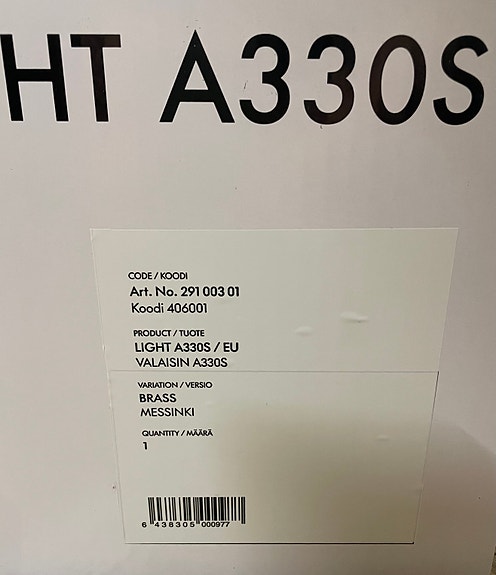 HT A330S
CODE / KOODI
Art. No. 291 003 01
Koodi 406001
PRODUCT / TUOTE
LIGHT A330S / EU
VALAISIN A330S
VARIATION / VERSIO
BRASS
MESSINKI
QUANTITY / MÄÄRÄ
1
6 438305 000977